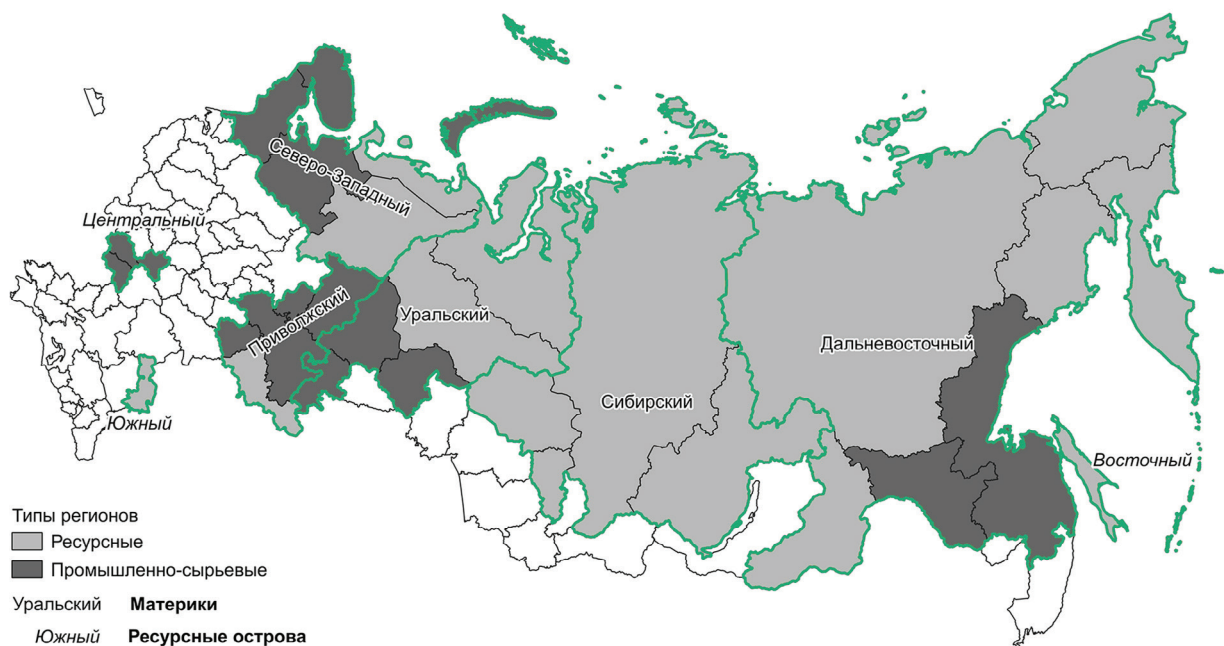 Северо-Западный
Центральный
Приволжский
Уральский
Дальневосточный
Сибирский
Южный
Восточный
Типы регионов
Ресурсные
Промышленно-сырьевые
Уральский Материки
Южный Ресурсные острова